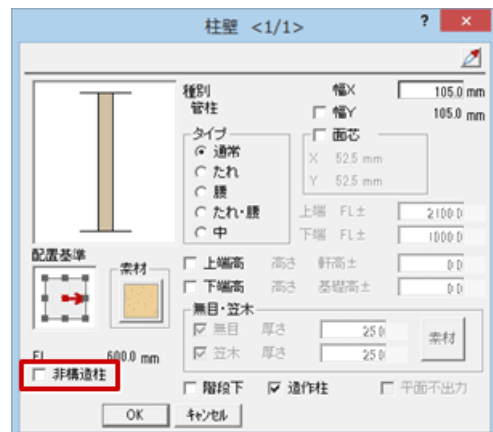 柱壁 <1/1>
? ×
種別
管柱
幅X 105.0 mm
幅Y 105.0 mm
タイプ
通常
たれ
腰
たれ・腰
中
面芯
X 52.5 mm
Y 52.5 mm
上端 FL± 2100.0
下端 FL± 1000.0
配置基準
素材
上端高 高さ 軒高± 0.0
下端高 高さ 基礎高± 0.0
無目・笠木
無目 厚さ 25.0
笠木 厚さ 25.0
素材
FL 600.0 mm
非構造柱
階段下 造作柱 平面不出力
OK キャンセル